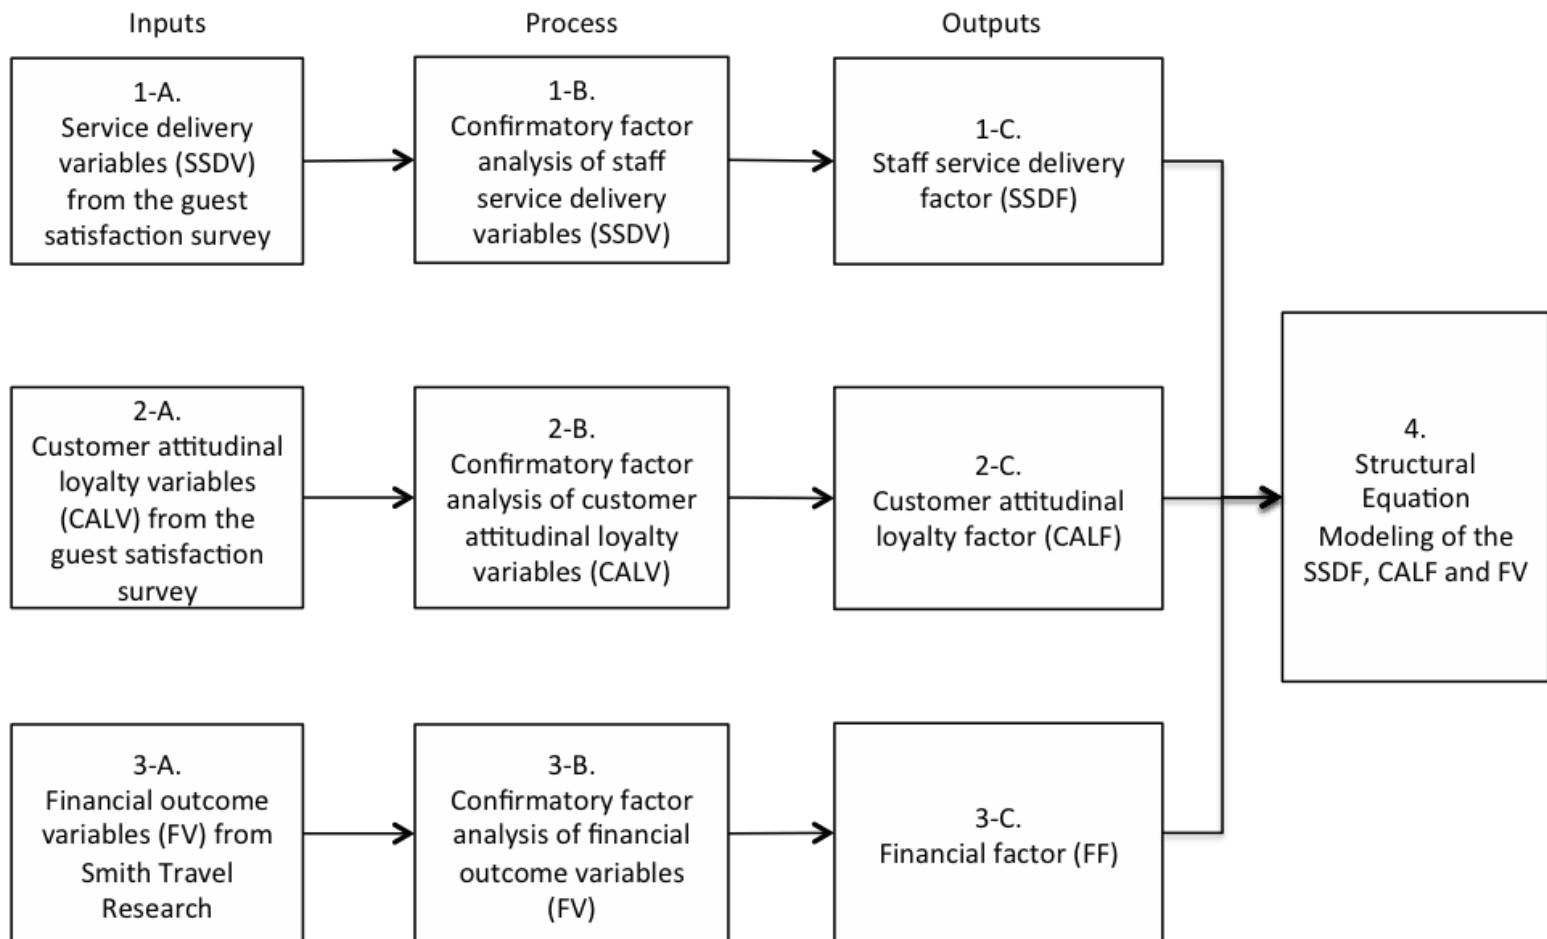 Inputs
Process
Outputs
1-A.
Service delivery
variables (SSDV)
from the guest
satisfaction survey
1-B.
Confirmatory factor
analysis of staff
service delivery
variables (SSDV)
1-C.
Staff service delivery
factor (SSDF)
2-A.
Customer attitudinal
loyalty variables
(CALV) from the
guest satisfaction
survey
2-B.
Confirmatory factor
analysis of customer
attitudinal loyalty
variables (CALV)
2-C.
Customer attitudinal
loyalty factor (CALF)
4.
Structural
Equation
Modeling of the
SSDF, CALF and FV
3-A.
Financial outcome
variables (FV) from
Smith Travel
Research
3-B.
Confirmatory factor
analysis of financial
outcome variables
(FV)
3-C.
Financial factor (FF)